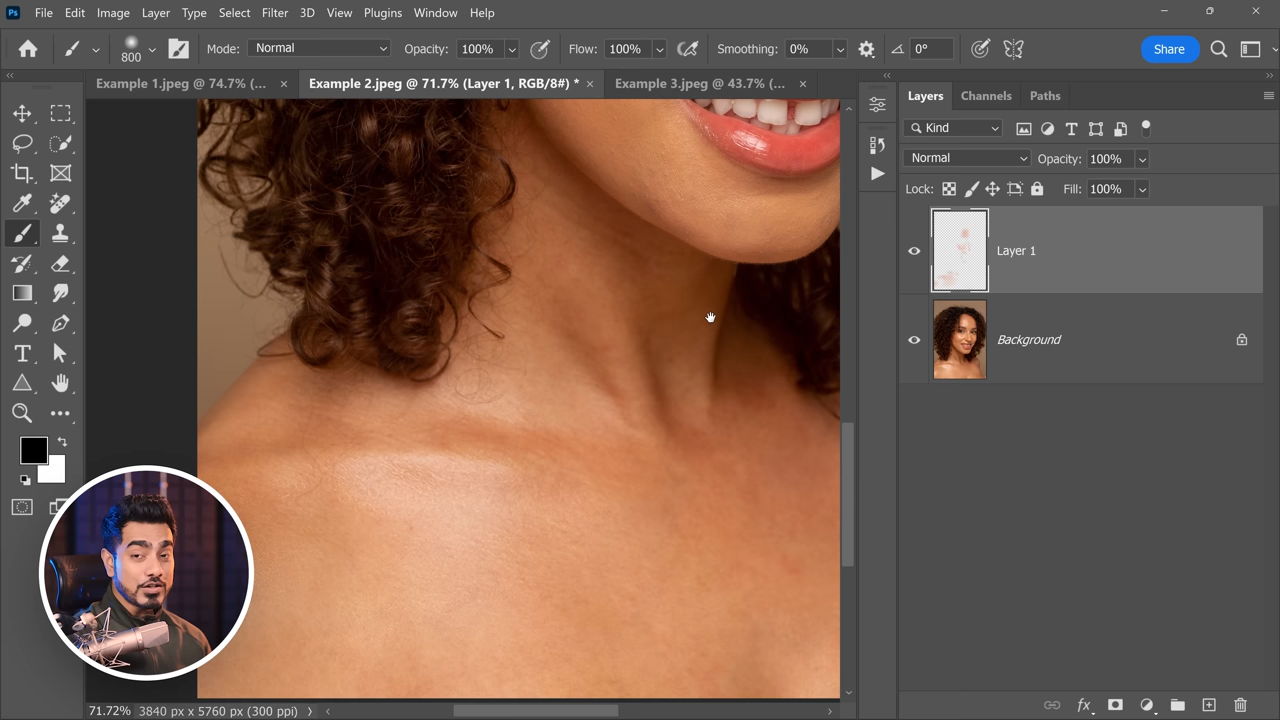 Ps File Edit Image Layer Type Select Filter 3D View Plugins Window Help
800 Mode: Normal Opacity: 100% Flow: 100% Smoothing: 0% 0° Share
Example 1.jpeg @ 74.7% (... × Example 2.jpeg @ 71.7% (Layer 1, RGB/8#) * × Example 3.jpeg @ 43.7% (... ×
Layers Channels Paths
Kind
Normal Opacity: 100%
Lock: Fill: 100%
Layer 1
Background
71.72% 3840 px x 5760 px (300 ppi)